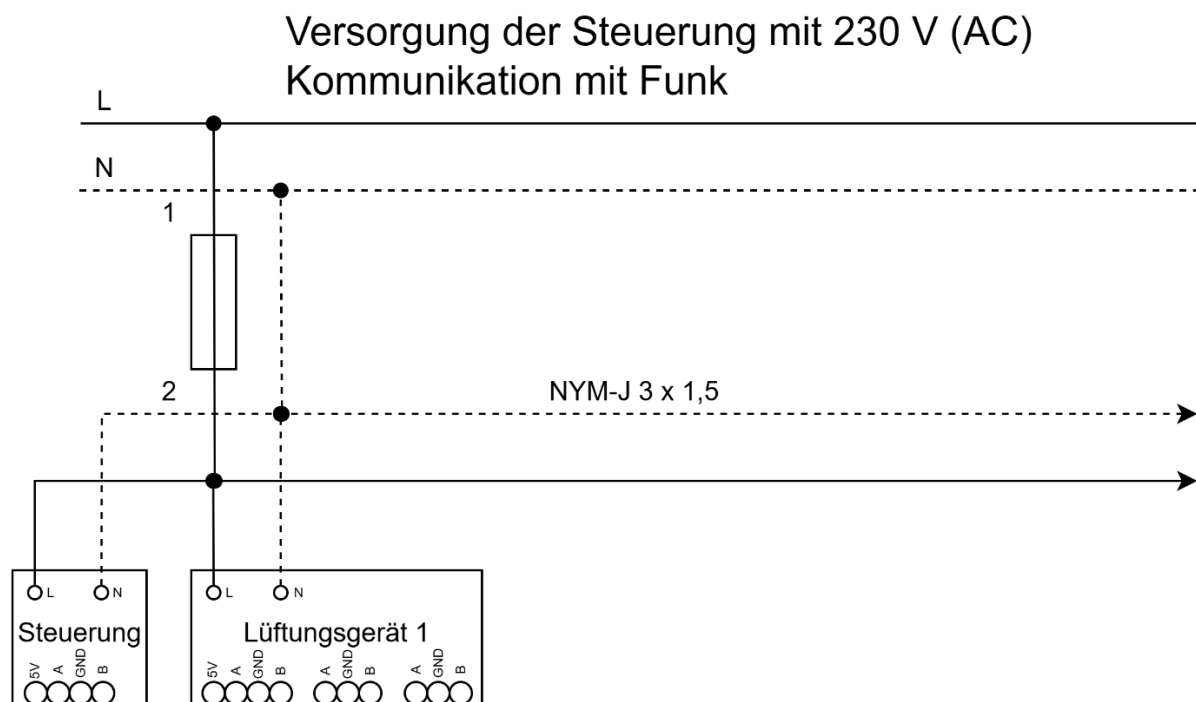 Versorgung der Steuerung mit 230 V (AC)
Kommunikation mit Funk
L
N
1
2
NYM-J 3 x 1,5
L N
L N
Steuerung
Lüftungsgerät 1
5V A GND B
5V A GND B A GND B A GND B